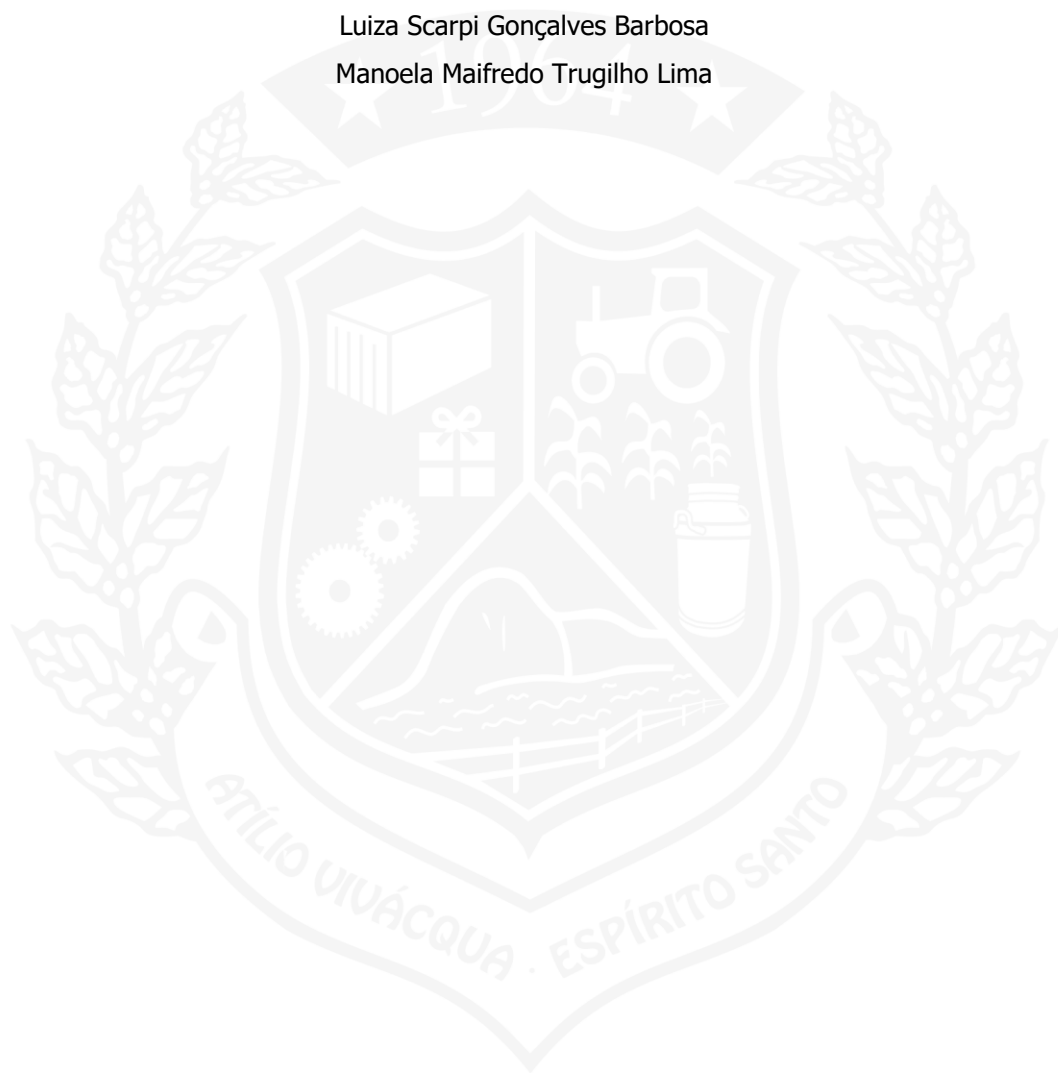 Luiza Scarpi Gonçalves Barbosa
Manoela Maifredo Trugilho Lima
1964
ATÍLIO VIVÁCQUA · ESPÍRITO SANTO